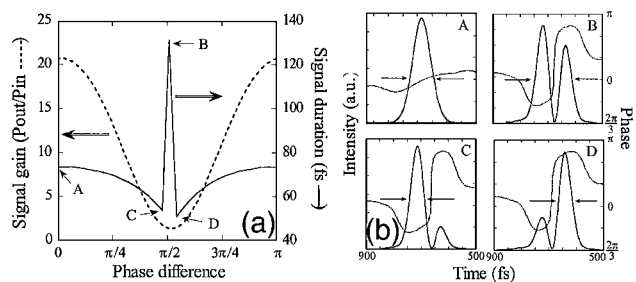 25
20
15
10
5
0
Signal gain (Pout/Pin ----)
140
120
100
80
60
40
Signal duration (fs →)
A
B
C
D
(a)
0
π/4
π/2
3π/4
π
Phase difference
A
B
C
D
(b)
Intensity (a.u.)
π
0
2π
3
π
0
2π
3
Phase
900
500
900
500
Time (fs)